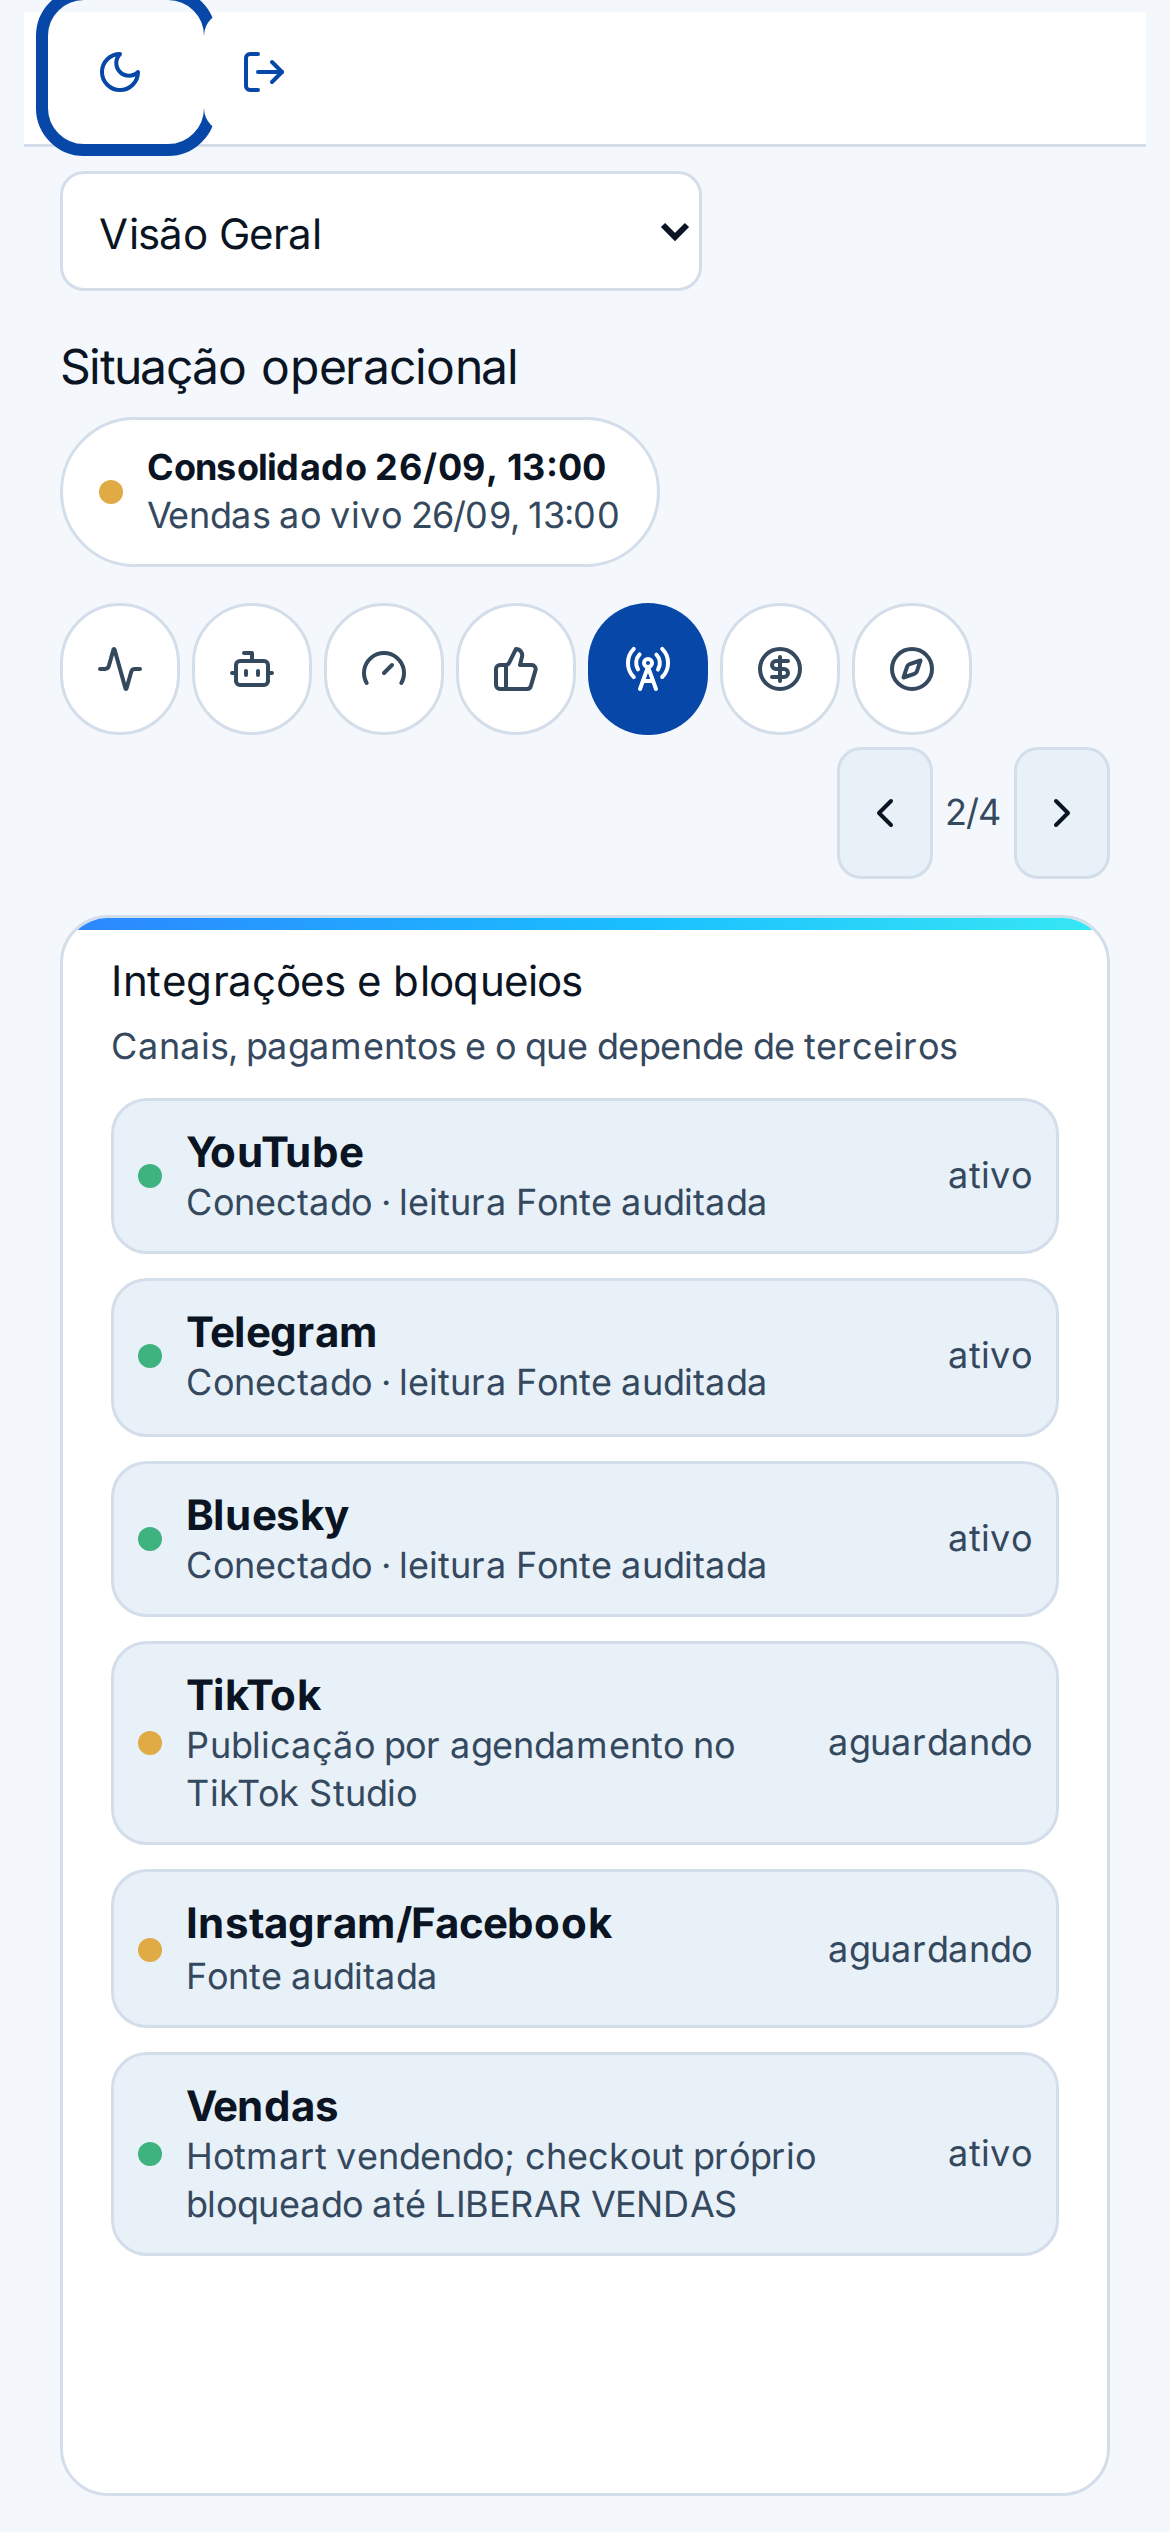 Visão Geral
Situação operacional
Consolidado 26/09, 13:00
Vendas ao vivo 26/09, 13:00
2/4
Integrações e bloqueios
Canais, pagamentos e o que depende de terceiros
YouTube
Conectado · leitura Fonte auditada
ativo
Telegram
Conectado · leitura Fonte auditada
ativo
Bluesky
Conectado · leitura Fonte auditada
ativo
TikTok
Publicação por agendamento no
TikTok Studio
aguardando
Instagram/Facebook
Fonte auditada
aguardando
Vendas
Hotmart vendendo; checkout próprio
bloqueado até LIBERAR VENDAS
ativo